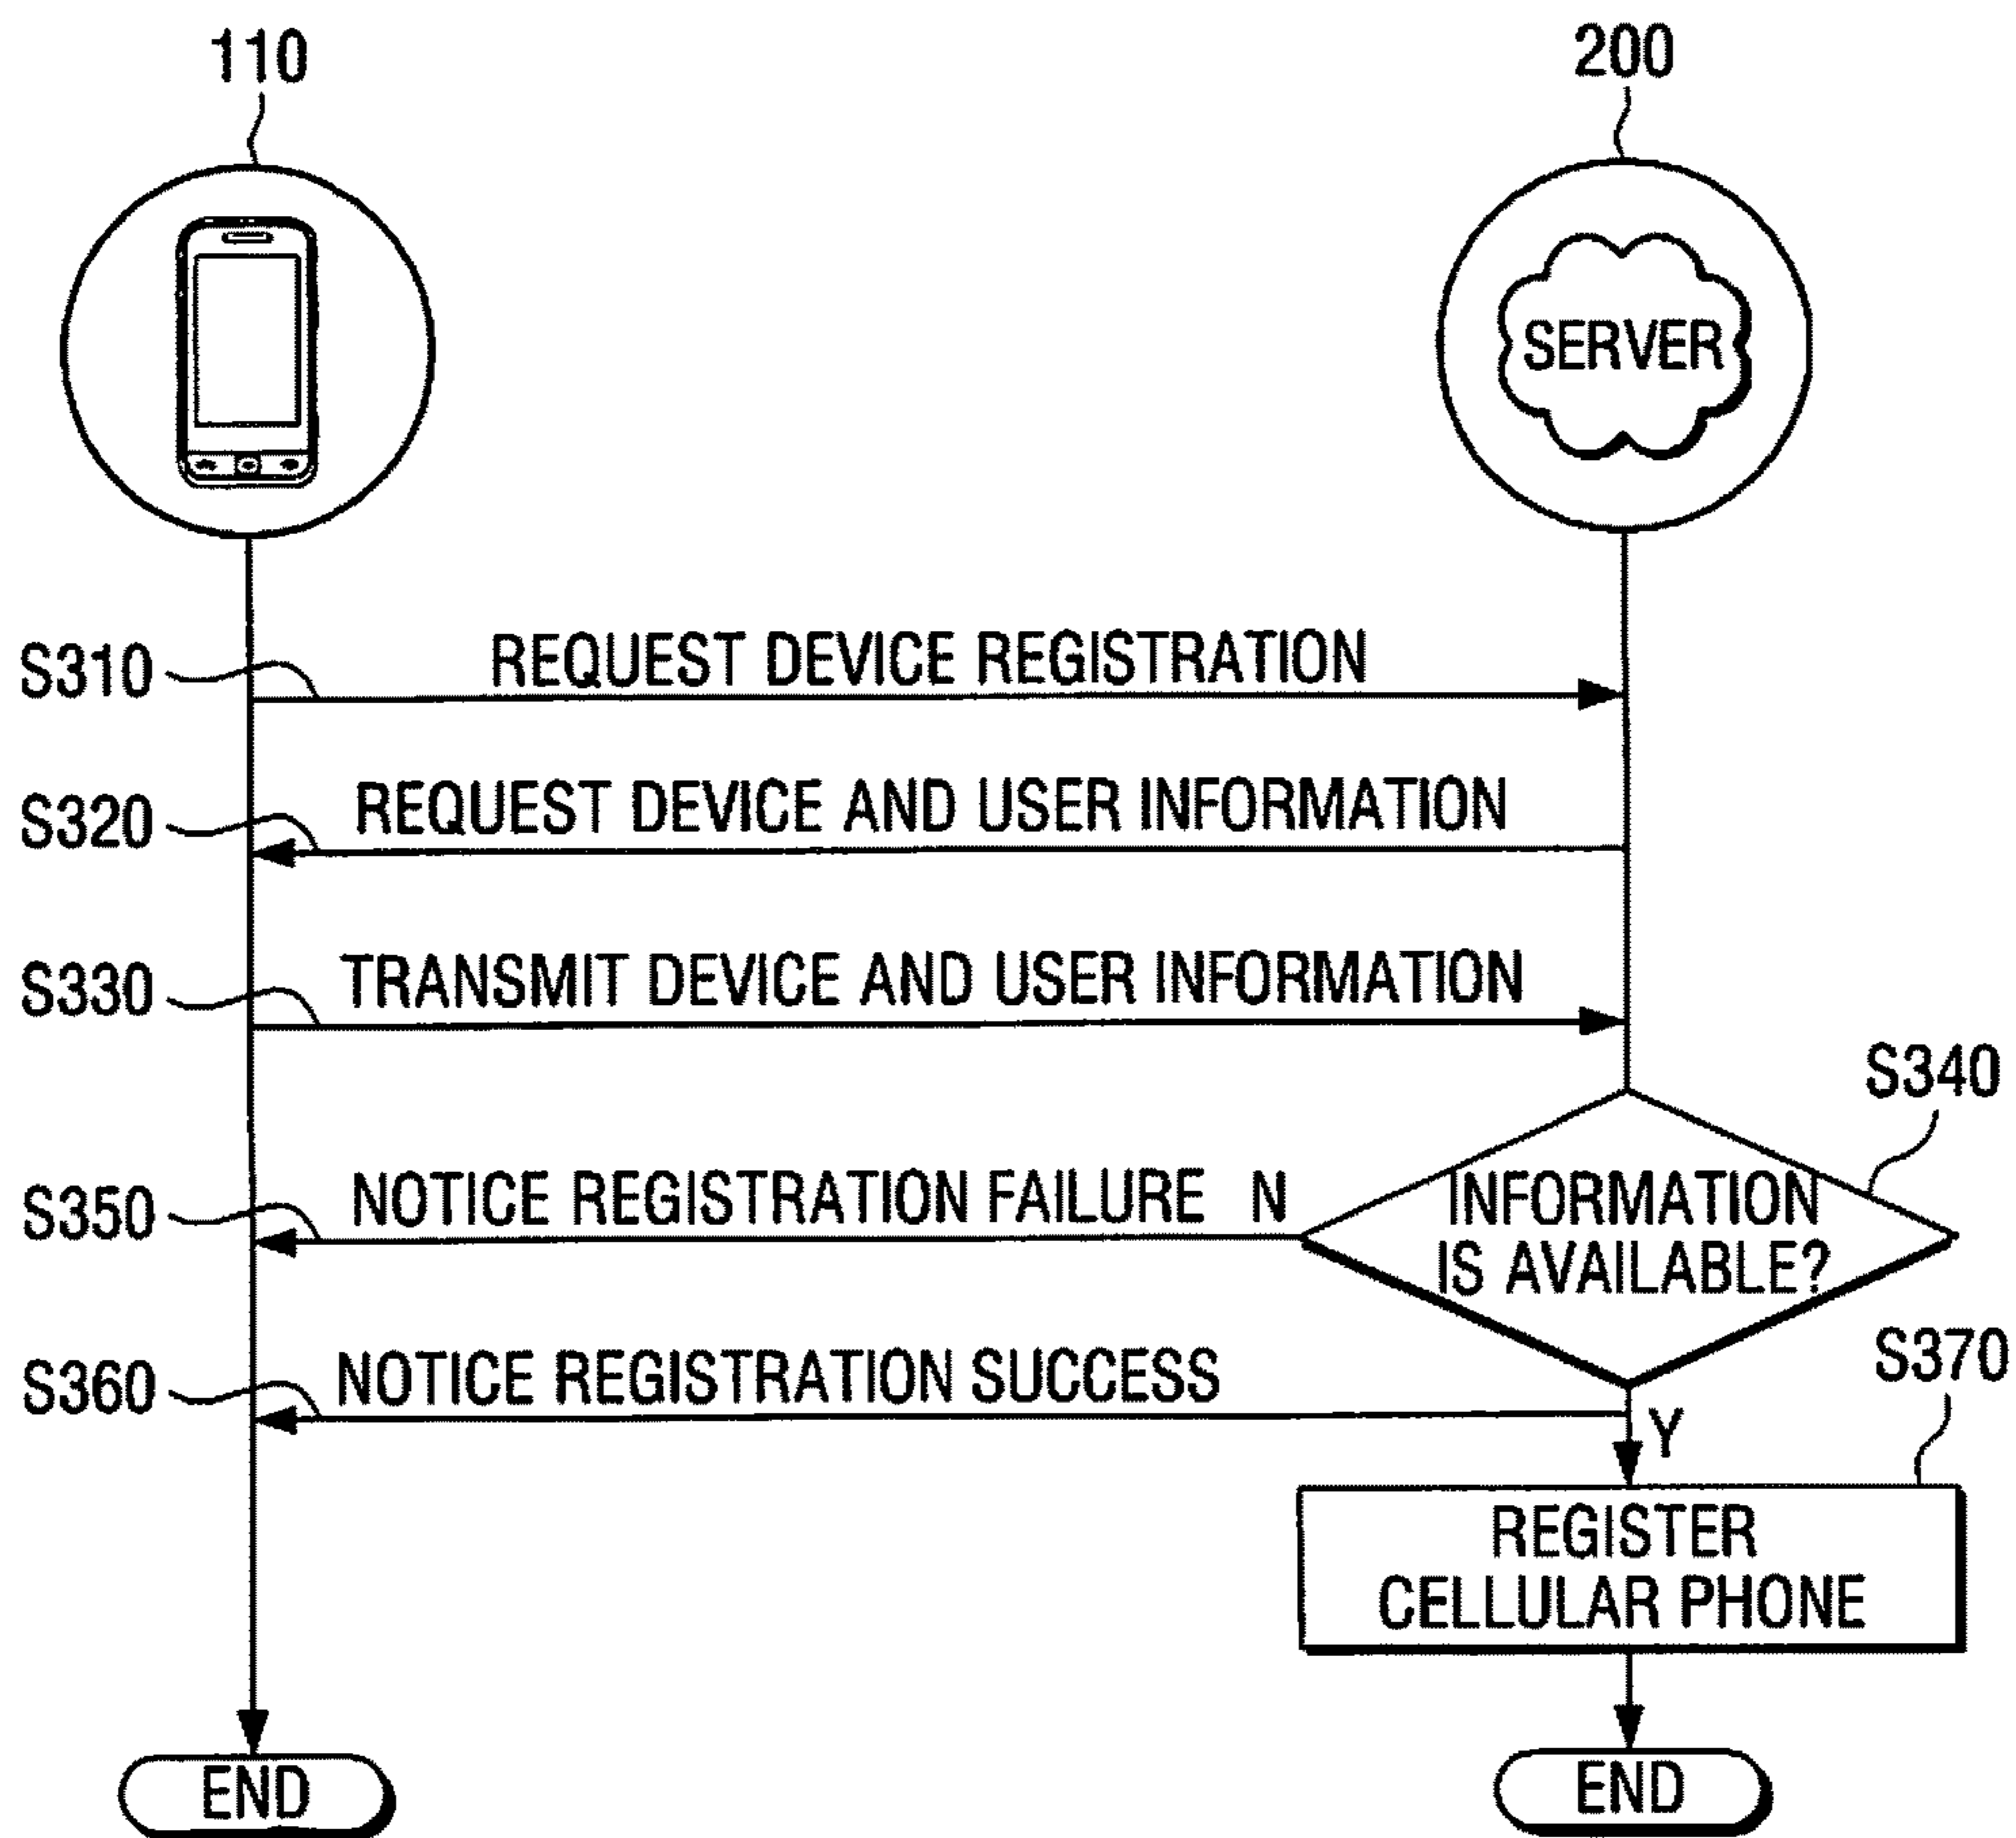 110
200
SERVER
S310
REQUEST DEVICE REGISTRATION
S320
REQUEST DEVICE AND USER INFORMATION
S330
TRANSMIT DEVICE AND USER INFORMATION
S340
S350
NOTICE REGISTRATION FAILURE N
INFORMATION
IS AVAILABLE?
S360
NOTICE REGISTRATION SUCCESS
S370
Y
REGISTER
CELLULAR PHONE
END
END